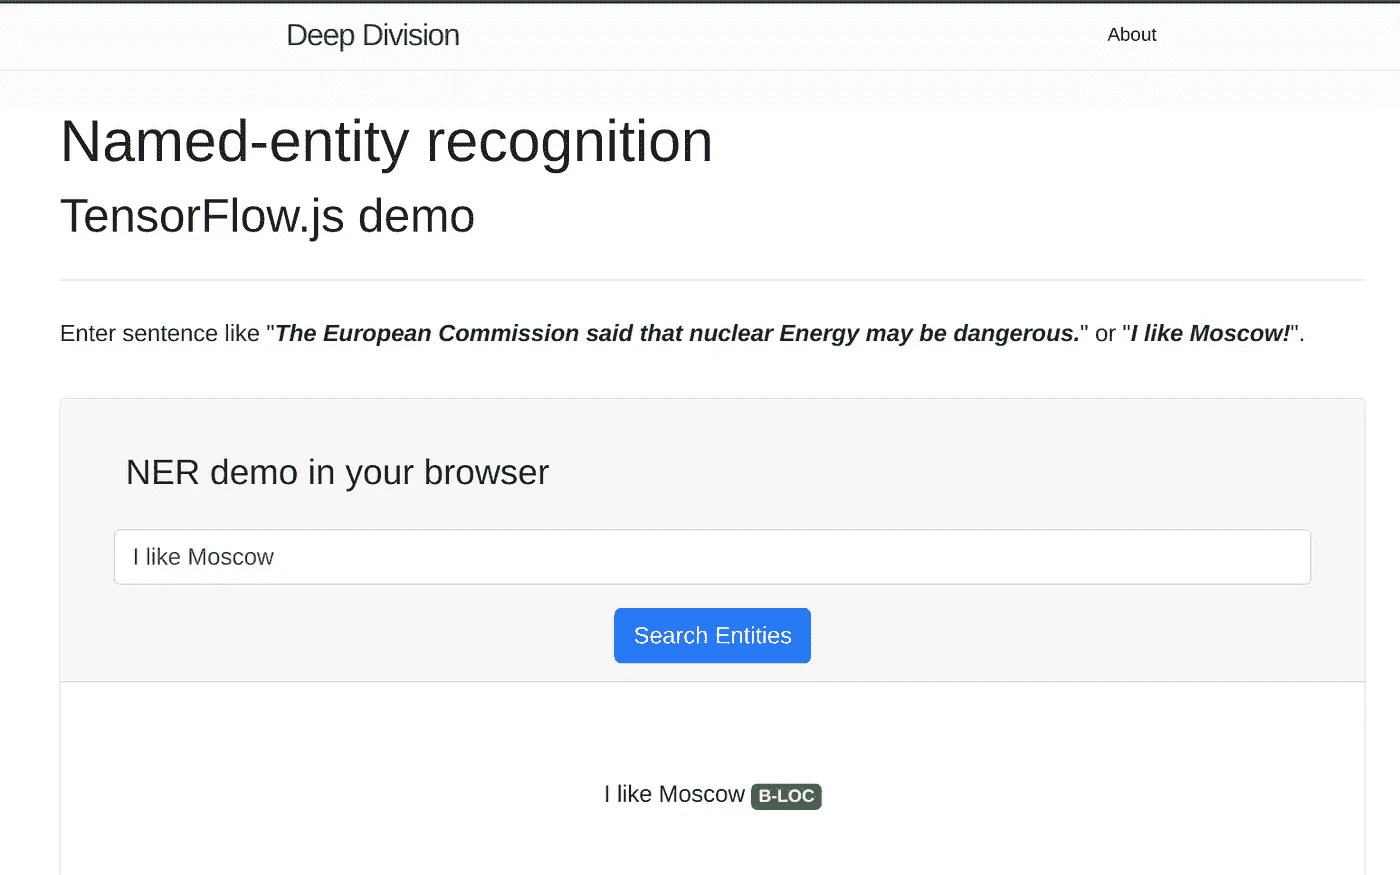 Deep Division
About
Named-entity recognition
TensorFlow.js demo
Enter sentence like "The European Commission said that nuclear Energy may be dangerous." or "I like Moscow!".
NER demo in your browser
I like Moscow
Search Entities
I like Moscow B-LOC